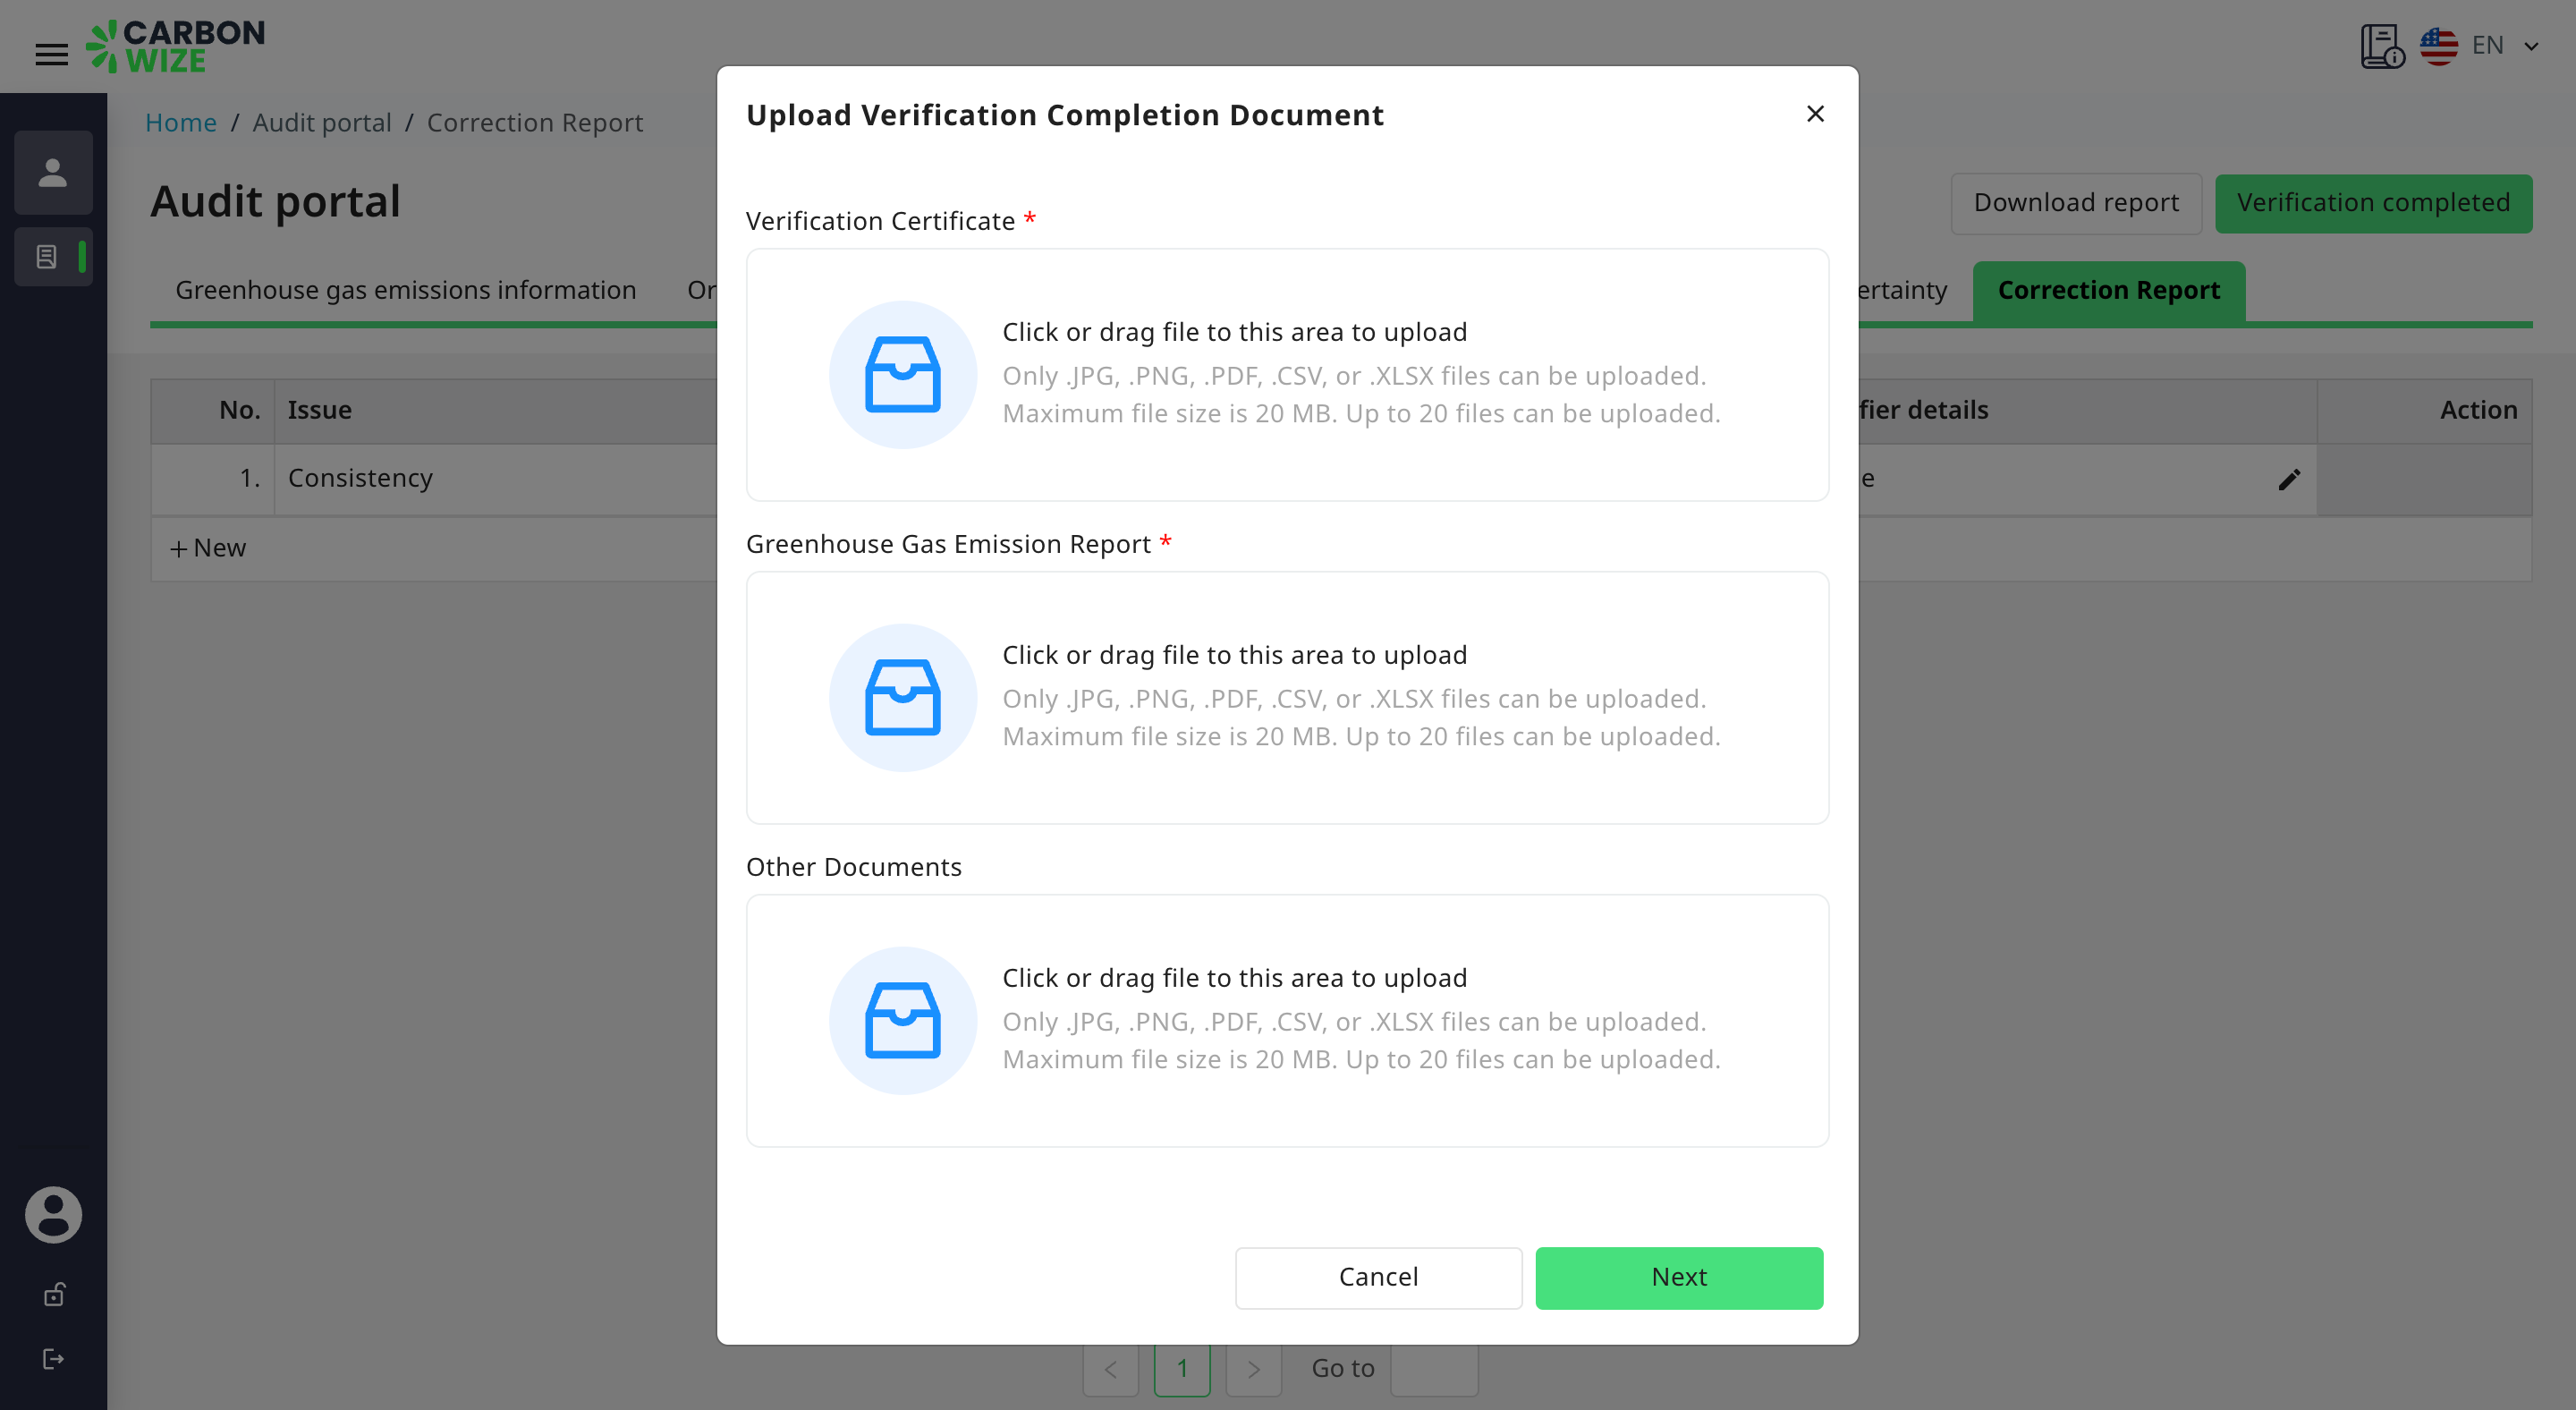 CARBON
WIZE
EN
Home / Audit portal / Correction Report
Audit portal
Download report
Verification completed
Greenhouse gas emissions information
Or
ertainty
Correction Report
No.
Issue
fier details
Action
1.
Consistency
e
+ New
Upload Verification Completion Document
Verification Certificate *
Click or drag file to this area to upload
Only .JPG, .PNG, .PDF, .CSV, or .XLSX files can be uploaded.
Maximum file size is 20 MB. Up to 20 files can be uploaded.
Greenhouse Gas Emission Report *
Click or drag file to this area to upload
Only .JPG, .PNG, .PDF, .CSV, or .XLSX files can be uploaded.
Maximum file size is 20 MB. Up to 20 files can be uploaded.
Other Documents
Click or drag file to this area to upload
Only .JPG, .PNG, .PDF, .CSV, or .XLSX files can be uploaded.
Maximum file size is 20 MB. Up to 20 files can be uploaded.
Cancel
Next
< 1 > Go to